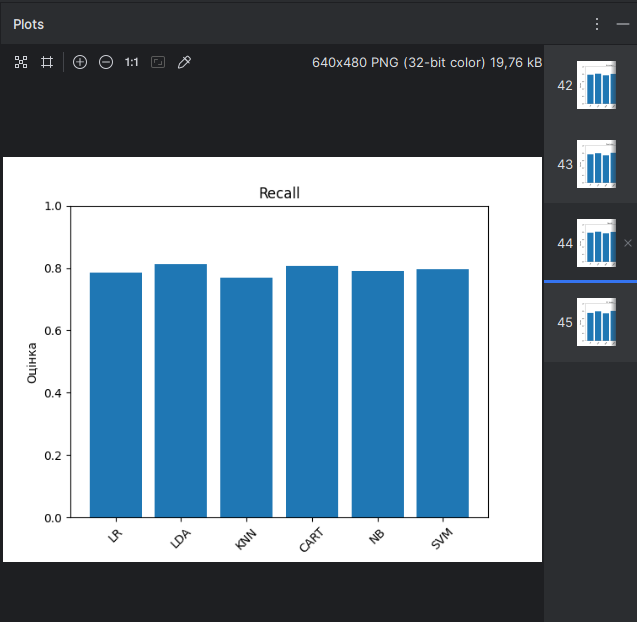 Plots
1:1
640x480 PNG (32-bit color) 19,76 kB
42
43
44
45
Recall
1.0
0.8
0.6
0.4
0.2
0.0
Оцінка
LR
LDA
KNN
CART
NB
SVM